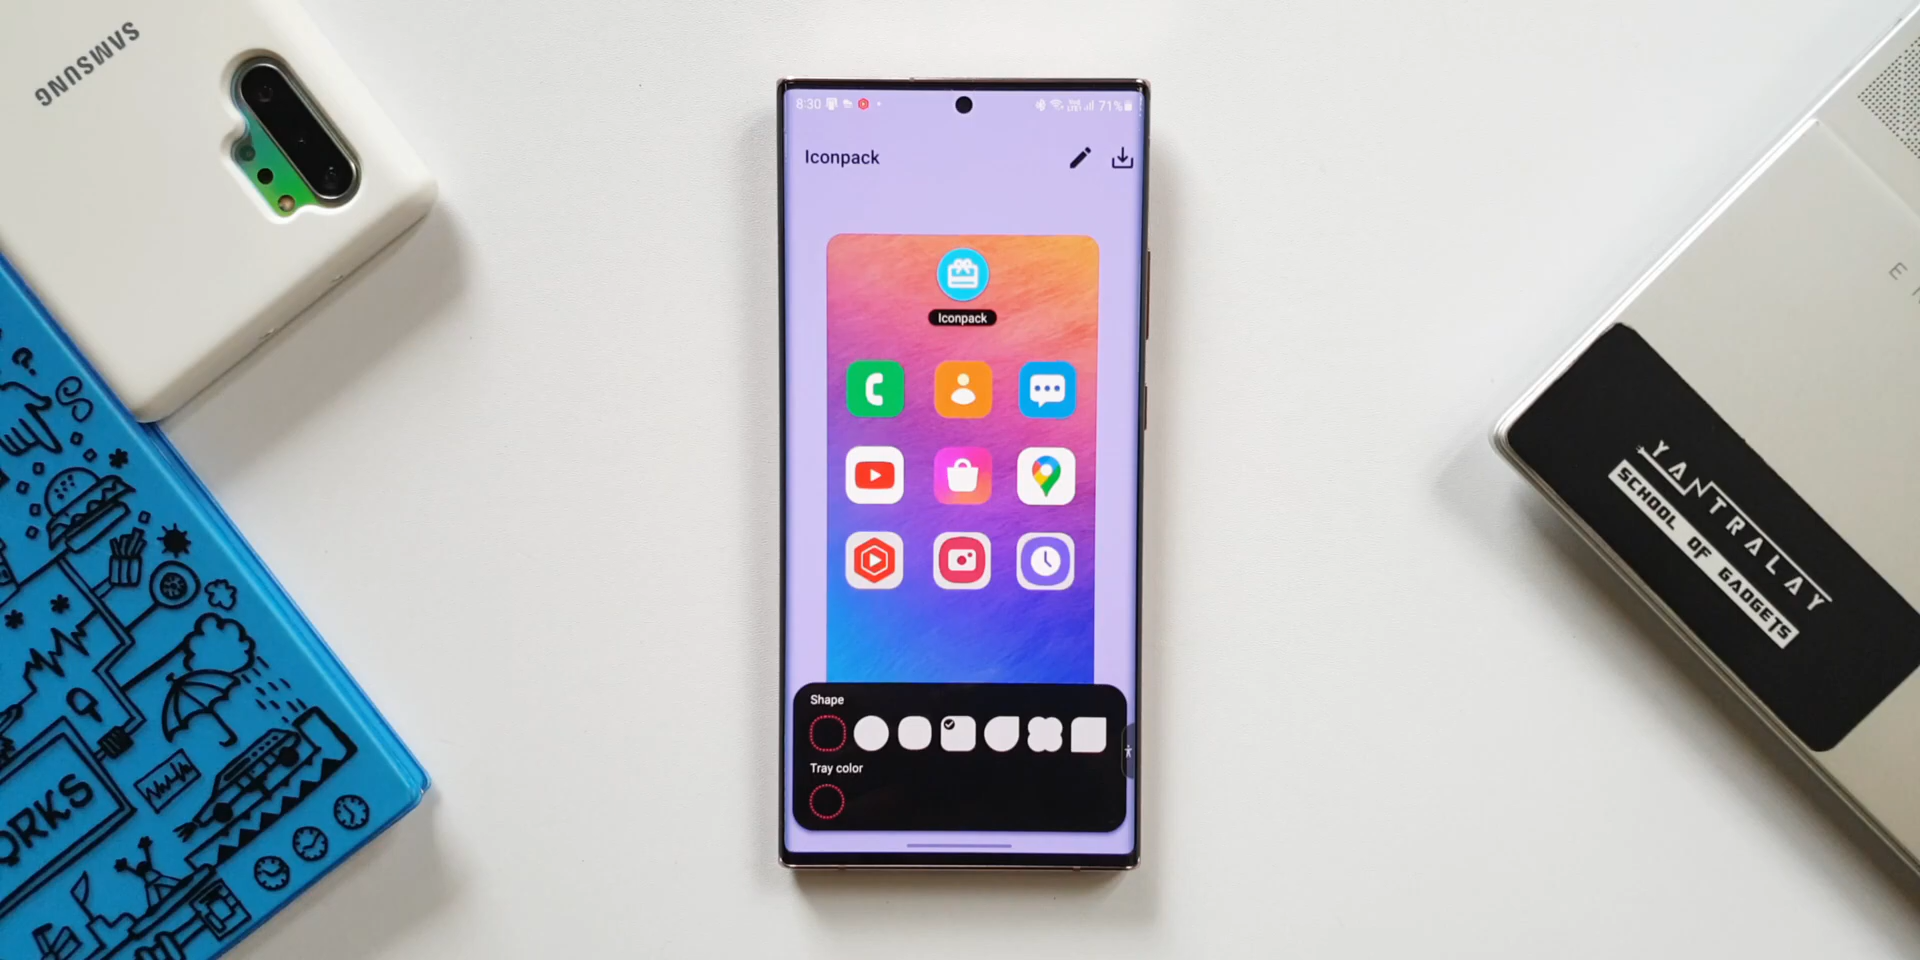 SAMSUNG
8:30
71%
Iconpack
Iconpack
Shape
Tray color
YANTRALAY
SCHOOL OF GADGETS
ORKS